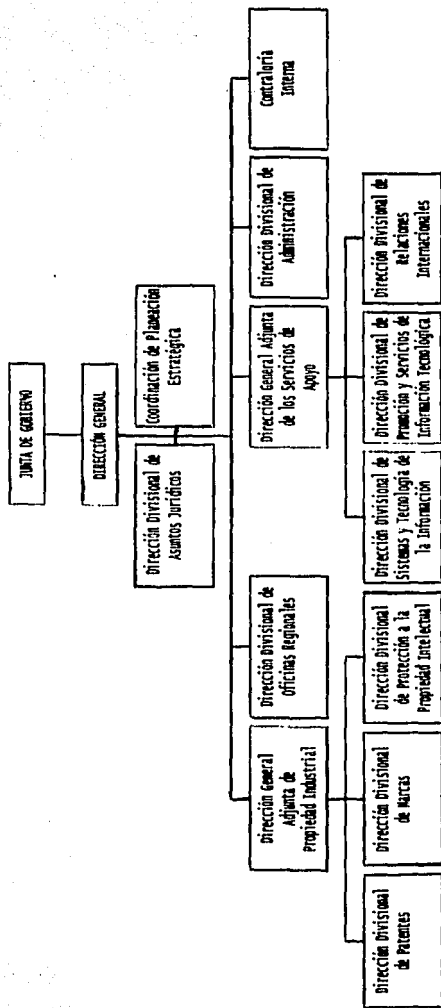 JUNTA DE GOBIERNO
DIRECCIÓN GENERAL
Dirección Divisional de
Asuntos Jurídicos
Coordinación de Planeación
Estratégica
Dirección General
Adjunta de
Propiedad Industrial
Dirección Divisional de
Oficinas Regionales
Dirección General Adjunta
de los Servicios de
Apoyo
Dirección Divisional de
Administración
Contraloría
Interna
Dirección Divisional
de Patentes
Dirección Divisional
de Marcas
Dirección Divisional
de Protección a la
Propiedad Intelectual
Dirección Divisional de
Sistemas y Tecnología de
la Información
Dirección Divisional de
Promoción y Servicios de
Información Tecnológica
Dirección Divisional de
Relaciones
Internacionales